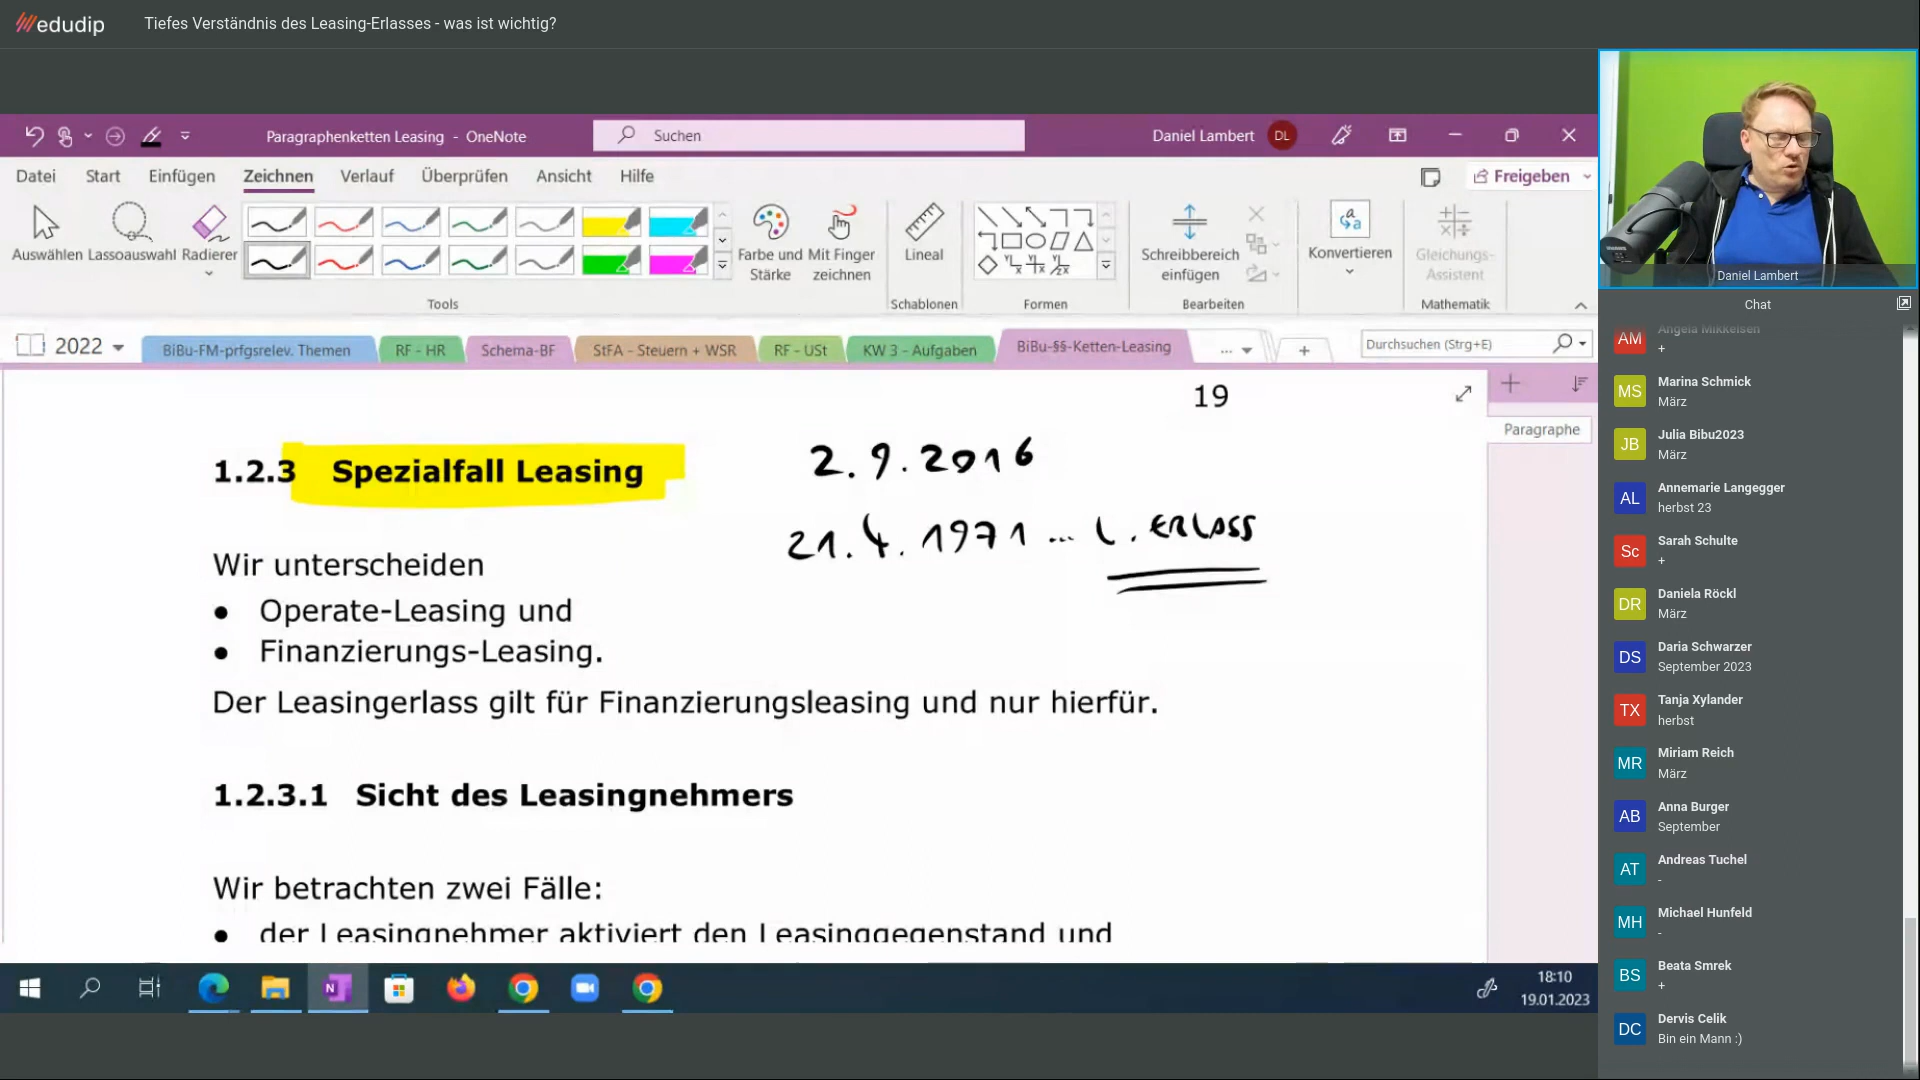 edudip
Tiefes Verständnis des Leasing-Erlasses - was ist wichtig?
Paragraphenketten Leasing - OneNote
Suchen
Daniel Lambert
DL
Datei
Start
Einfügen
Zeichnen
Verlauf
Überprüfen
Ansicht
Hilfe
Freigeben
Auswählen
Lassoauswahl
Radierer
Farbe und
Stärke
Mit Finger
zeichnen
Lineal
Schreibbereich
einfügen
Konvertieren
Gleichungs-
Assistent
Tools
Schablonen
Formen
Bearbeiten
Mathematik
2022
BiBu-FM-prfgsrelev. Themen
RF - HR
Schema-BF
StFA - Steuern + WSR
RF - USt
KW 3 - Aufgaben
BiBu-§§-Ketten-Leasing
...
Durchsuchen (Strg+E)
Paragraphe
19
1.2.3 Spezialfall Leasing
2.9.2016
21.4.1971 ... L. ERLASS
Wir unterscheiden
• Operate-Leasing und
• Finanzierungs-Leasing.
Der Leasingerlass gilt für Finanzierungsleasing und nur hierfür.
1.2.3.1 Sicht des Leasingnehmers
Wir betrachten zwei Fälle:
• der Leasingnehmer aktiviert den Leasinggegenstand und
18:10
19.01.2023
Daniel Lambert
Chat
AM
Angela Mikkelsen
+
MS
Marina Schmick
März
JB
Julia Bibu2023
März
AL
Annemarie Langegger
herbst 23
Sc
Sarah Schulte
+
DR
Daniela Röckl
März
DS
Daria Schwarzer
September 2023
TX
Tanja Xylander
herbst
MR
Miriam Reich
März
AB
Anna Burger
September
AT
Andreas Tuchel
-
MH
Michael Hunfeld
-
BS
Beata Smrek
+
DC
Dervis Celik
Bin ein Mann :)